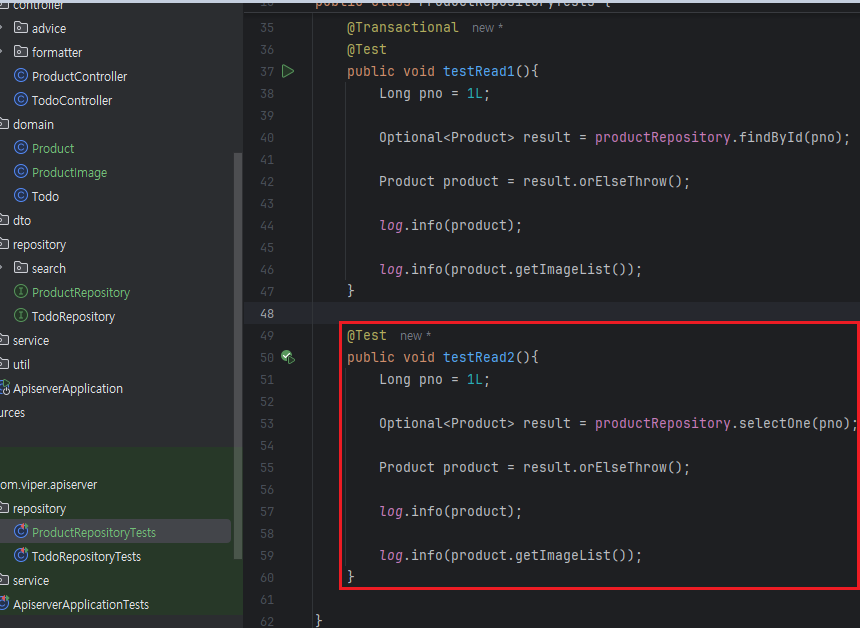 controller
advice
formatter
ProductController
TodoController
domain
Product
ProductImage
Todo
dto
repository
search
ProductRepository
TodoRepository
service
util
ApiserverApplication
urces
om.viper.apiserver
repository
ProductRepositoryTests
TodoRepositoryTests
service
ApiserverApplicationTests
public class ProductRepositoryTests {
35 @Transactional new *
36 @Test
37 public void testRead1(){
38 Long pno = 1L;
39
40 Optional<Product> result = productRepository.findById(pno);
41
42 Product product = result.orElseThrow();
43
44 log.info(product);
45
46 log.info(product.getImageList());
47 }
48
49 @Test new *
50 public void testRead2(){
51 Long pno = 1L;
52
53 Optional<Product> result = productRepository.selectOne(pno);
54
55 Product product = result.orElseThrow();
56
57 log.info(product);
58
59 log.info(product.getImageList());
60 }
61
62 }